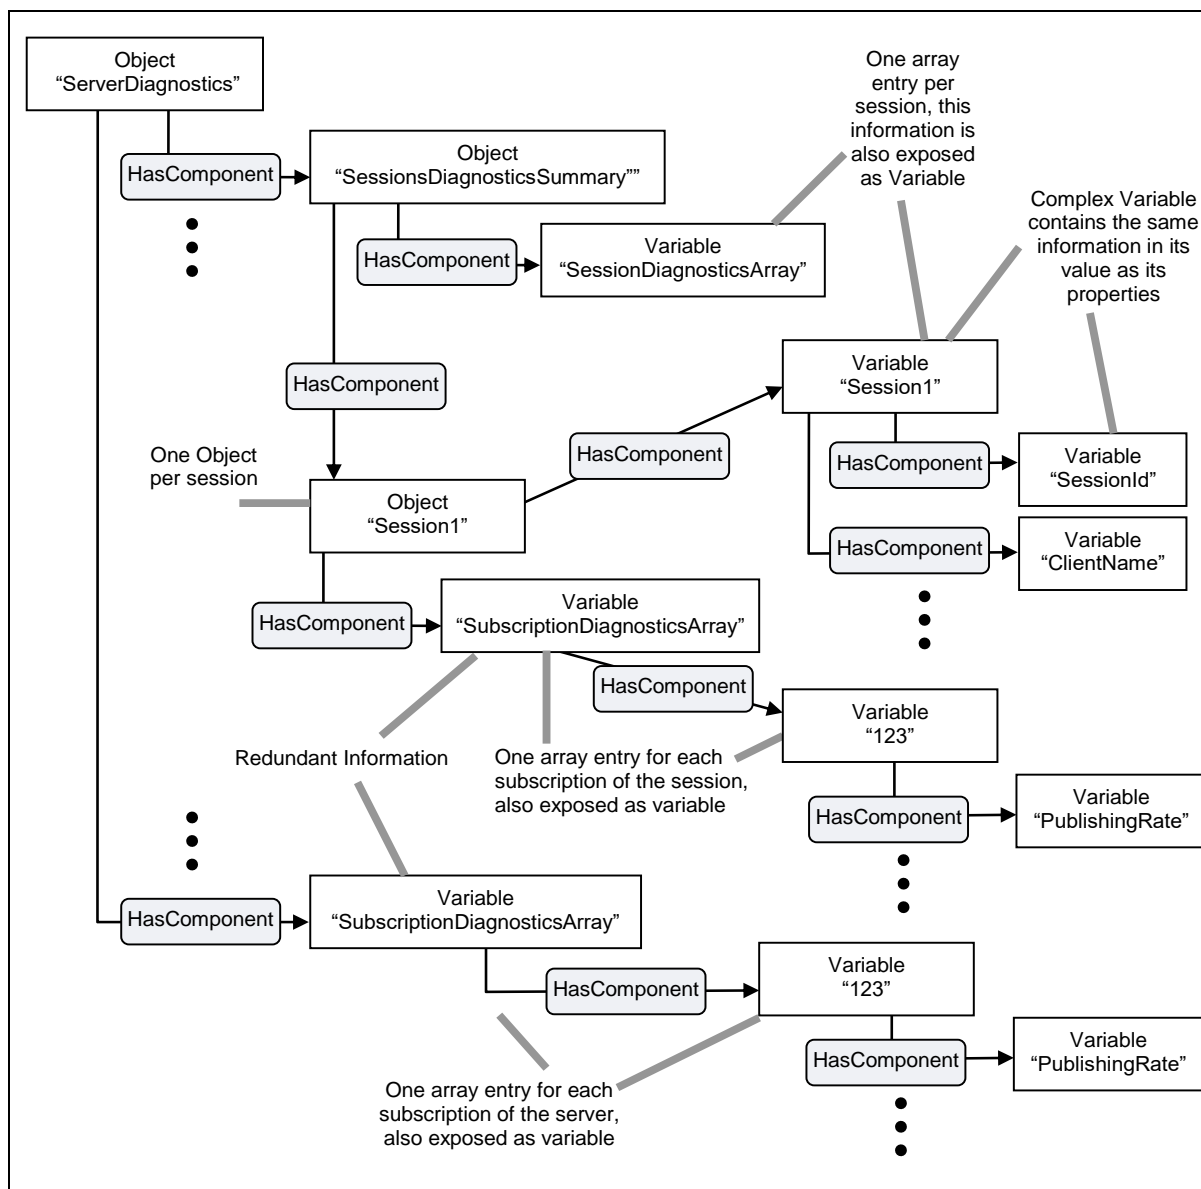 Object
“ServerDiagnostics”
One array
entry per
session, this
information is
also exposed
as Variable
HasComponent
Object
“SessionsDiagnosticsSummary””
Complex Variable
contains the same
information in its
value as its
properties
HasComponent
Variable
“SessionDiagnosticsArray”
HasComponent
Variable
“Session1”
One Object
per session
HasComponent
HasComponent
Variable
“SessionId”
Object
“Session1”
HasComponent
Variable
“ClientName”
HasComponent
Variable
“SubscriptionDiagnosticsArray”
HasComponent
Variable
“123”
Redundant Information
One array entry for each
subscription of the session,
also exposed as variable
HasComponent
Variable
“PublishingRate”
HasComponent
Variable
“SubscriptionDiagnosticsArray”
HasComponent
Variable
“123”
HasComponent
Variable
“PublishingRate”
One array entry for each
subscription of the server,
also exposed as variable